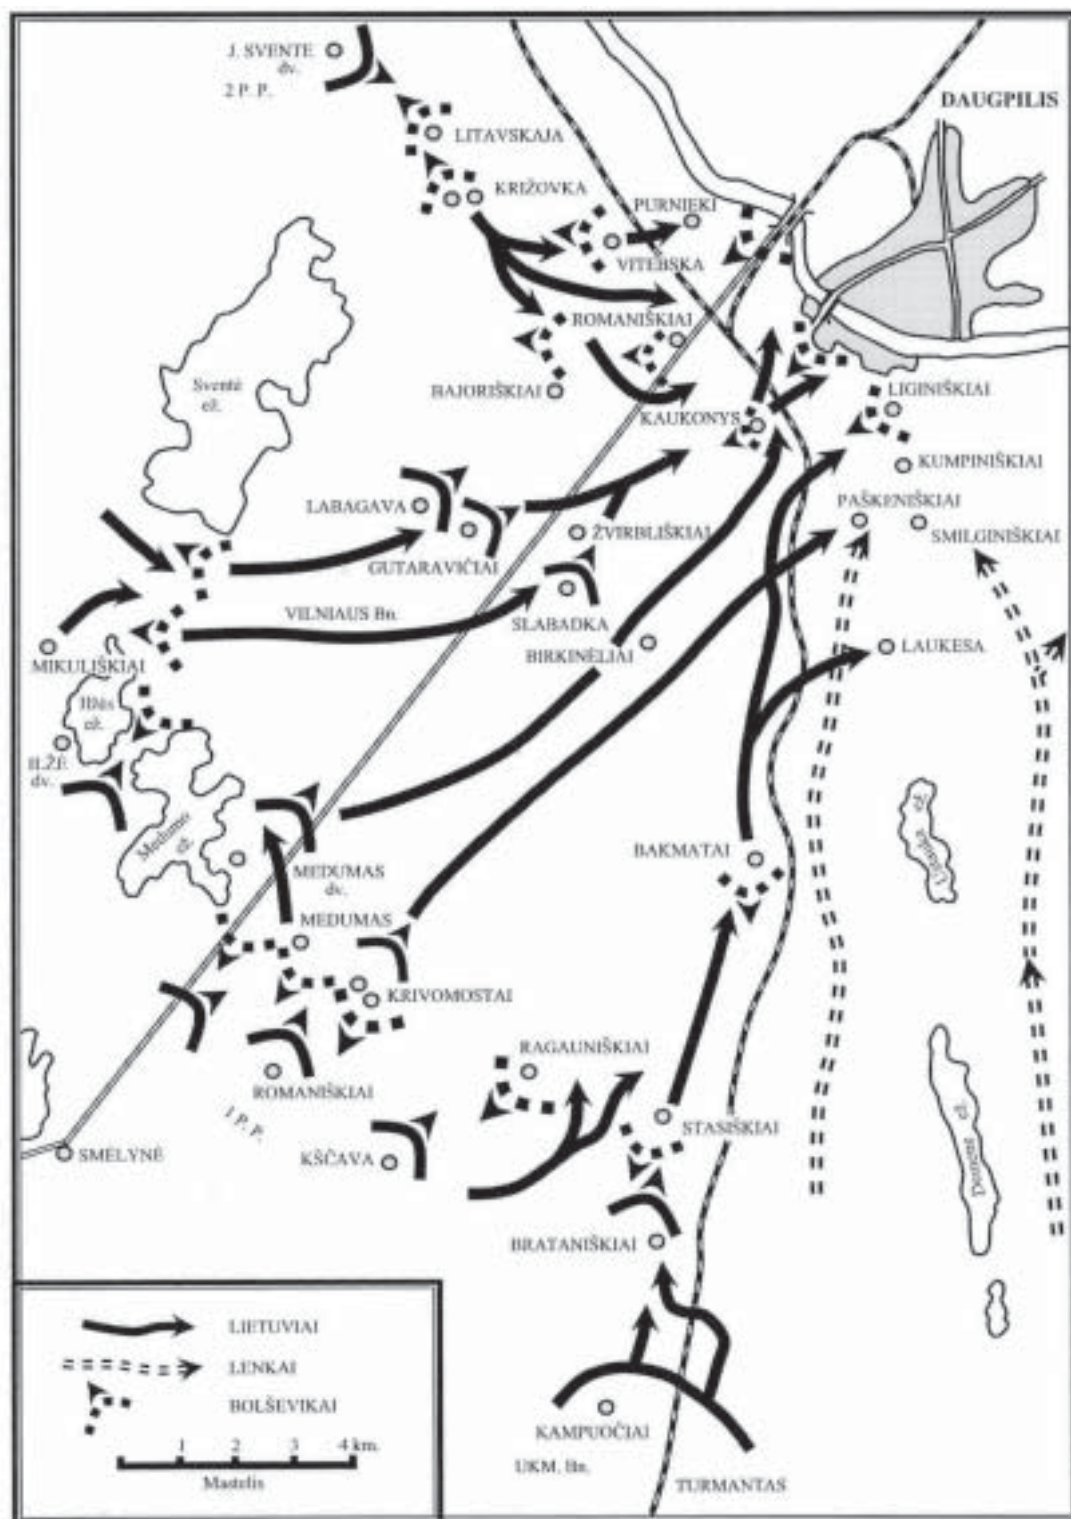 J. SVENTE
dv.
2 P. P.
DAUGPILIS
LITAVSKAJA
KRIŽOVKA
PURNIEKI
VITEBSKA
ROMANIŠKIAI
Sventė
ež.
BAJORIŠKIAI
KAUKONYS
LIGINIŠKIAI
KUMPINIŠKIAI
LABAGAVA
PAŠKENIŠKIAI
GUTARAVIČIAI
ŽVIRBLIŠKIAI
SMILGINIŠKIAI
VILNIAUS Bn.
SLABADKA
BIRKINĖLIAI
LAUKESA
MIKULIŠKIAI
ež.
ILŽĖ
dv.
Medumo
ež.
MEDUMAS
dv.
BAKMATAI
ež.
MEDUMAS
KRIVOMOSTAI
RAGAUNIŠKIAI
ROMANIŠKIAI
1 P. P.
STASIŠKIAI
SMĖLYNĖ
KŠČAVA
ež.
BRATANIŠKIAI
LIETUVIAI
LENKAI
BOLŠEVIKAI
1 2 3 4 km.
Mastelis
KAMPUOČIAI
UKM. Bn.
TURMANTAS